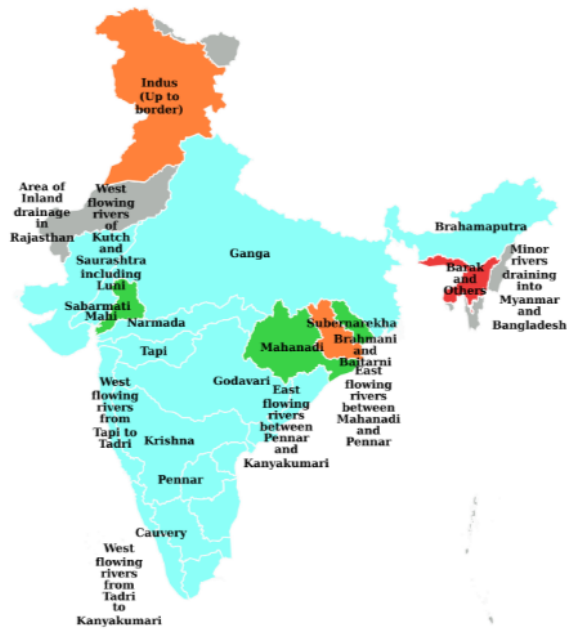 Indus
(Up to
border)
Area of
Inland
drainage
in
Rajasthan
West
flowing
rivers
of
Kutch
and
Saurashtra
including
Luni
Ganga
Brahamaputra
Minor
rivers
draining
into
Myanmar
and
Bangladesh
Barak
and
Others
Sabarmati
Mahi
Narmada
Subernarekha
Brahmani
and
Baitarni
Mahanadi
Tapi
Godavari
East
flowing
rivers
between
Mahanadi
and
Pennar
East
flowing
rivers
between
Pennar
and
Kanyakumari
West
flowing
rivers
from
Tapi to
Tadri
Krishna
Pennar
Cauvery
West
flowing
rivers
from
Tadri
to
Kanyakumari